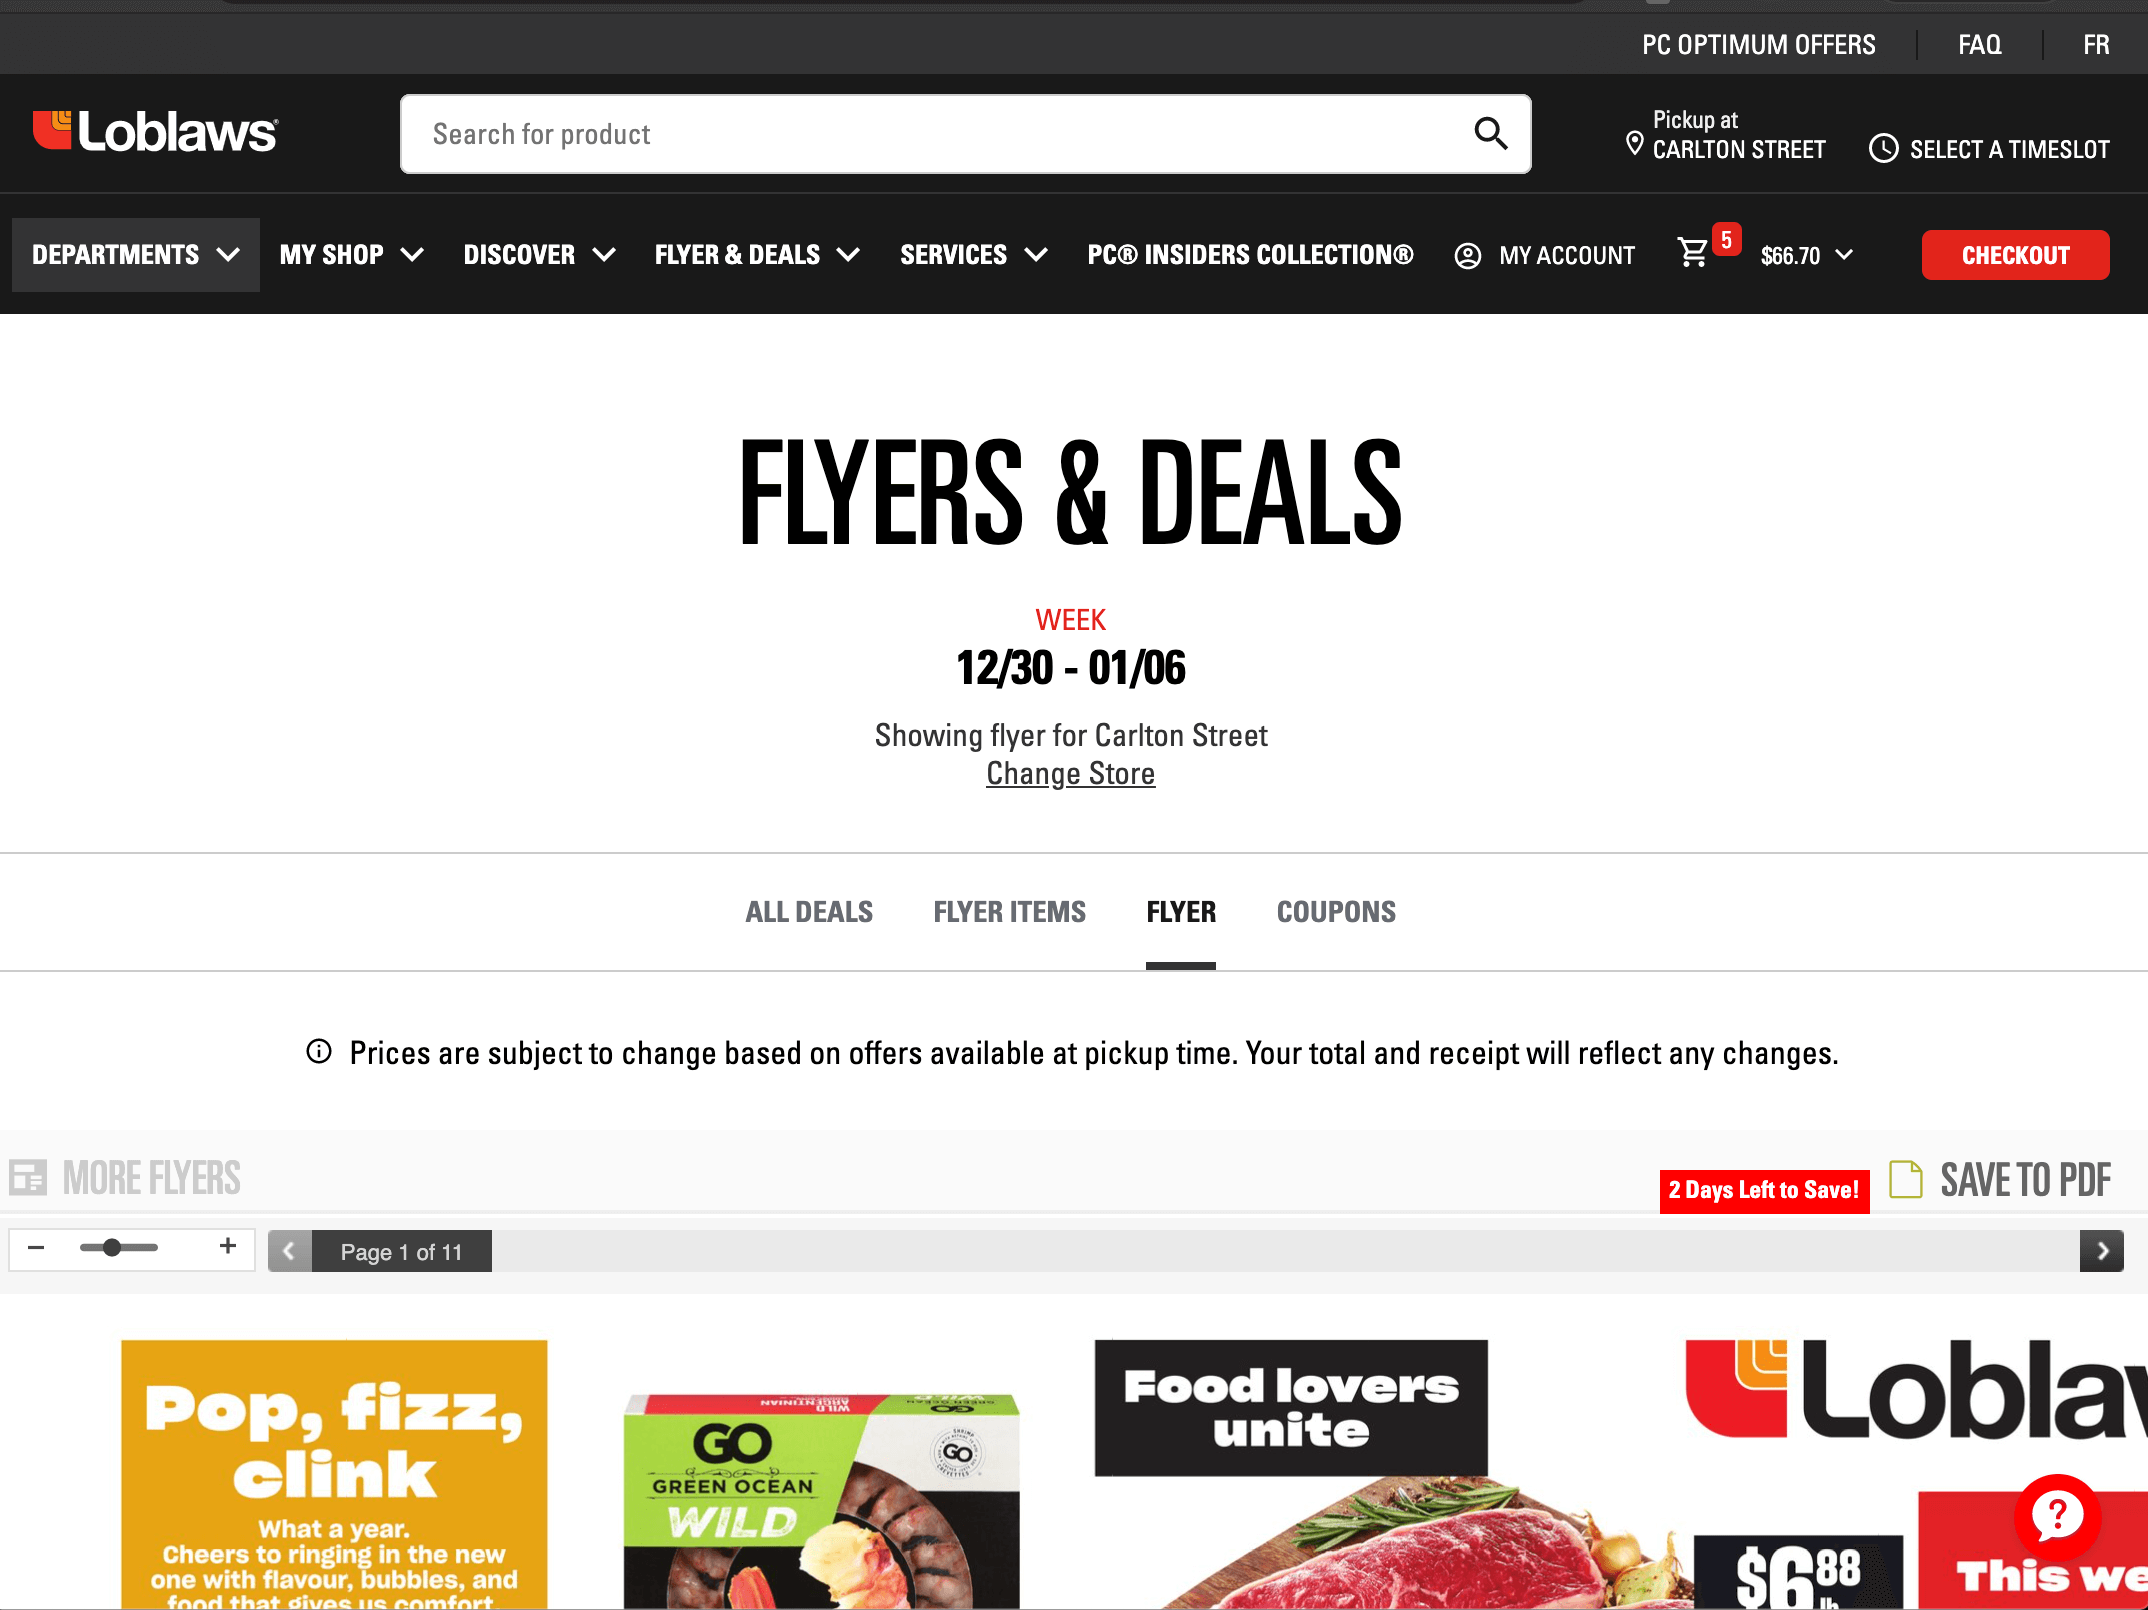 PC OPTIMUM OFFERS
FAQ
FR
Loblaws
Search for product
Pickup at
CARLTON STREET
SELECT A TIMESLOT
DEPARTMENTS
MY SHOP
DISCOVER
FLYER & DEALS
SERVICES
PC® INSIDERS COLLECTION®
MY ACCOUNT
5
$66.70
CHECKOUT
FLYERS & DEALS
WEEK
12/30 - 01/06
Showing flyer for Carlton Street
Change Store
ALL DEALS
FLYER ITEMS
FLYER
COUPONS
Prices are subject to change based on offers available at pickup time. Your total and receipt will reflect any changes.
MORE FLYERS
2 Days Left to Save!
SAVE TO PDF
Page 1 of 11
Pop, fizz,
clink
What a year.
Cheers to ringing in the new
one with flavour, bubbles, and
food that gives us comfort.
WILD
GO
GREEN OCEAN
WILD
GO
Food lovers
unite
Loblaw
$6 88
lb
This we
?